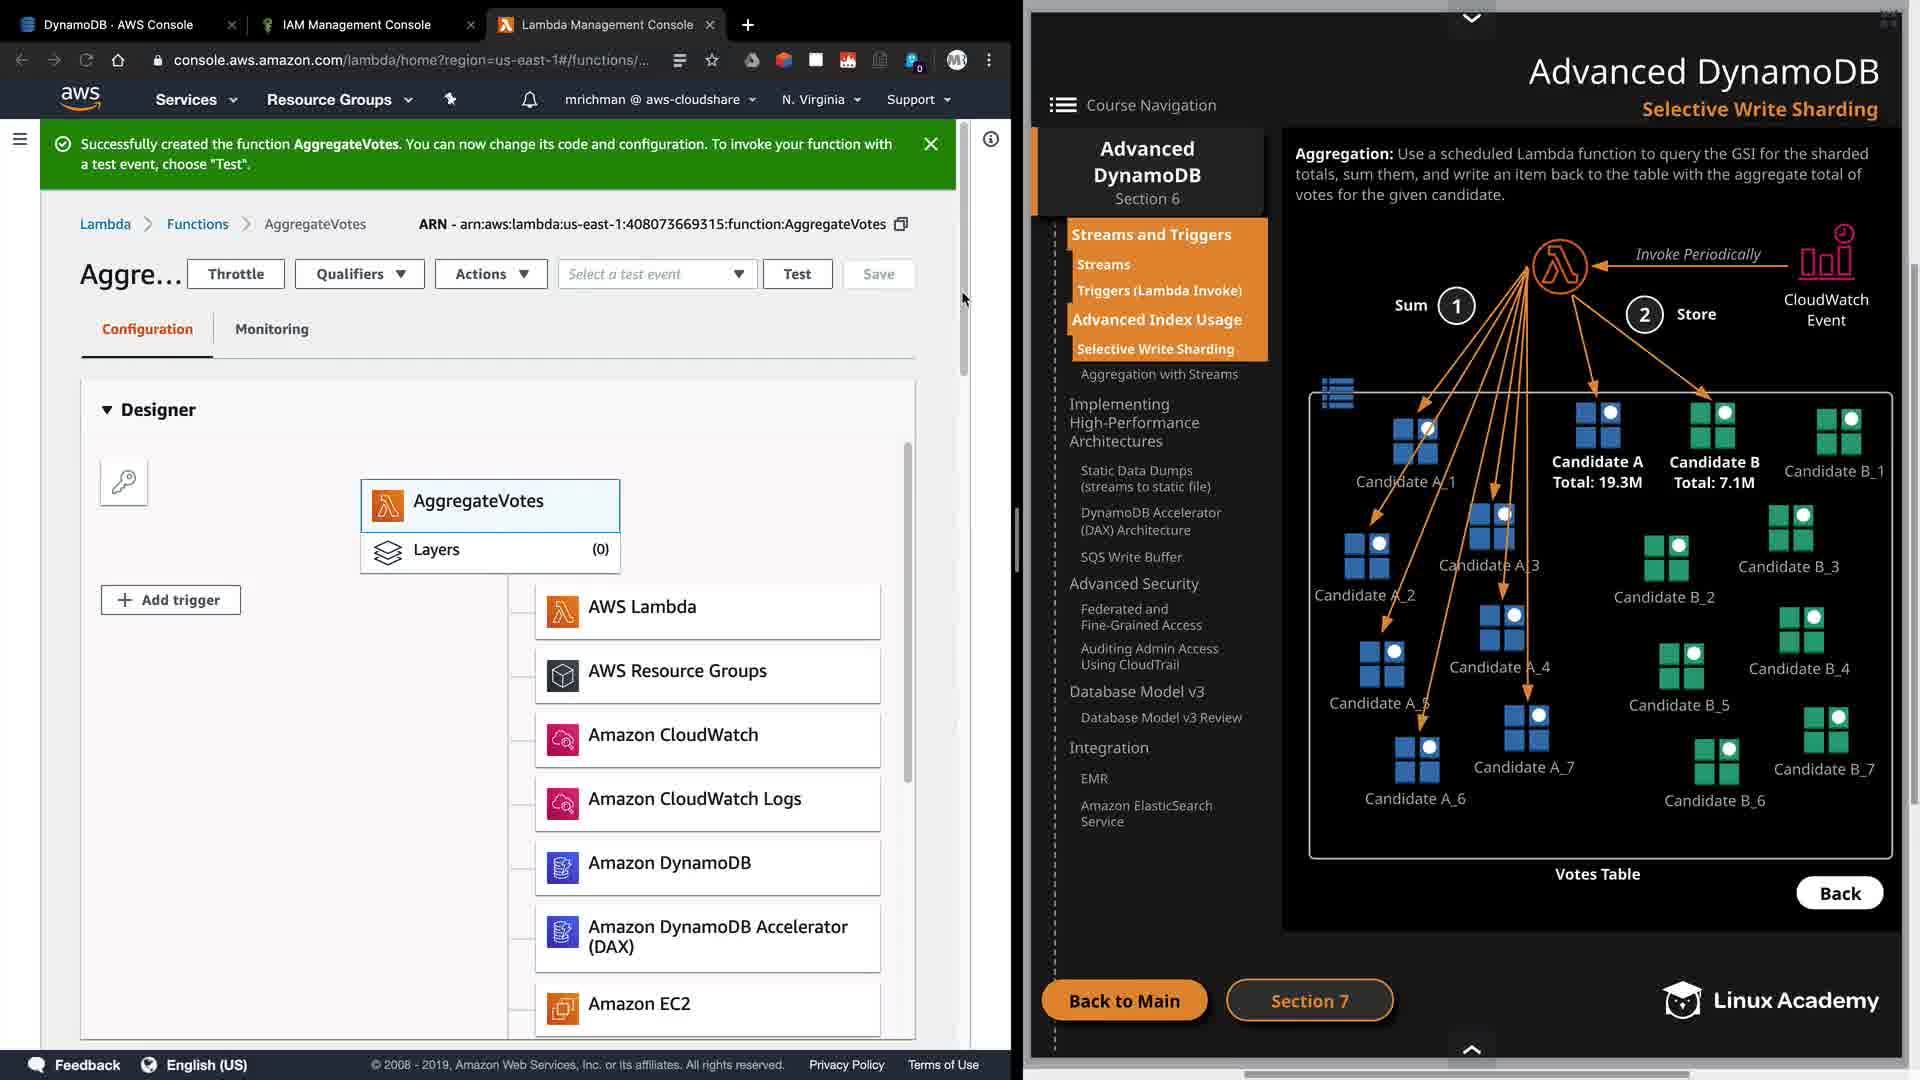 DynamoDB · AWS Console
IAM Management Console
Lambda Management Console
console.aws.amazon.com/lambda/home?region=us-east-1#/functions/...
0
aws
Services
Resource Groups
mrichman @ aws-cloudshare
N. Virginia
Support
Successfully created the function AggregateVotes. You can now change its code and configuration. To invoke your function with
a test event, choose "Test".
Lambda
Functions
AggregateVotes
ARN - arn:aws:lambda:us-east-1:408073669315:function:AggregateVotes
Aggre...
Throttle
Qualifiers
Actions
Select a test event
Test
Save
Configuration
Monitoring
Designer
AggregateVotes
Layers
(0)
Add trigger
AWS Lambda
AWS Resource Groups
Amazon CloudWatch
Amazon CloudWatch Logs
Amazon DynamoDB
Amazon DynamoDB Accelerator
(DAX)
Amazon EC2
Feedback
English (US)
© 2008 - 2019, Amazon Web Services, Inc. or its affiliates. All rights reserved.
Privacy Policy
Terms of Use
Advanced DynamoDB
Selective Write Sharding
Course Navigation
Advanced
DynamoDB
Section 6
Streams and Triggers
Streams
Triggers (Lambda Invoke)
Advanced Index Usage
Selective Write Sharding
Aggregation with Streams
Implementing
High-Performance
Architectures
Static Data Dumps
(streams to static file)
DynamoDB Accelerator
(DAX) Architecture
SQS Write Buffer
Advanced Security
Federated and
Fine-Grained Access
Auditing Admin Access
Using CloudTrail
Database Model v3
Database Model v3 Review
Integration
EMR
Amazon ElasticSearch
Service
Aggregation: Use a scheduled Lambda function to query the GSI for the sharded
totals, sum them, and write an item back to the table with the aggregate total of
votes for the given candidate.
Invoke Periodically
CloudWatch
Event
Sum
1
2
Store
Candidate A_1
Candidate A
Total: 19.3M
Candidate B
Total: 7.1M
Candidate B_1
Candidate A_2
Candidate A_3
Candidate B_2
Candidate B_3
Candidate A_4
Candidate B_4
Candidate A_5
Candidate B_5
Candidate A_7
Candidate B_7
Candidate A_6
Candidate B_6
Votes Table
Back
Back to Main
Section 7
Linux Academy